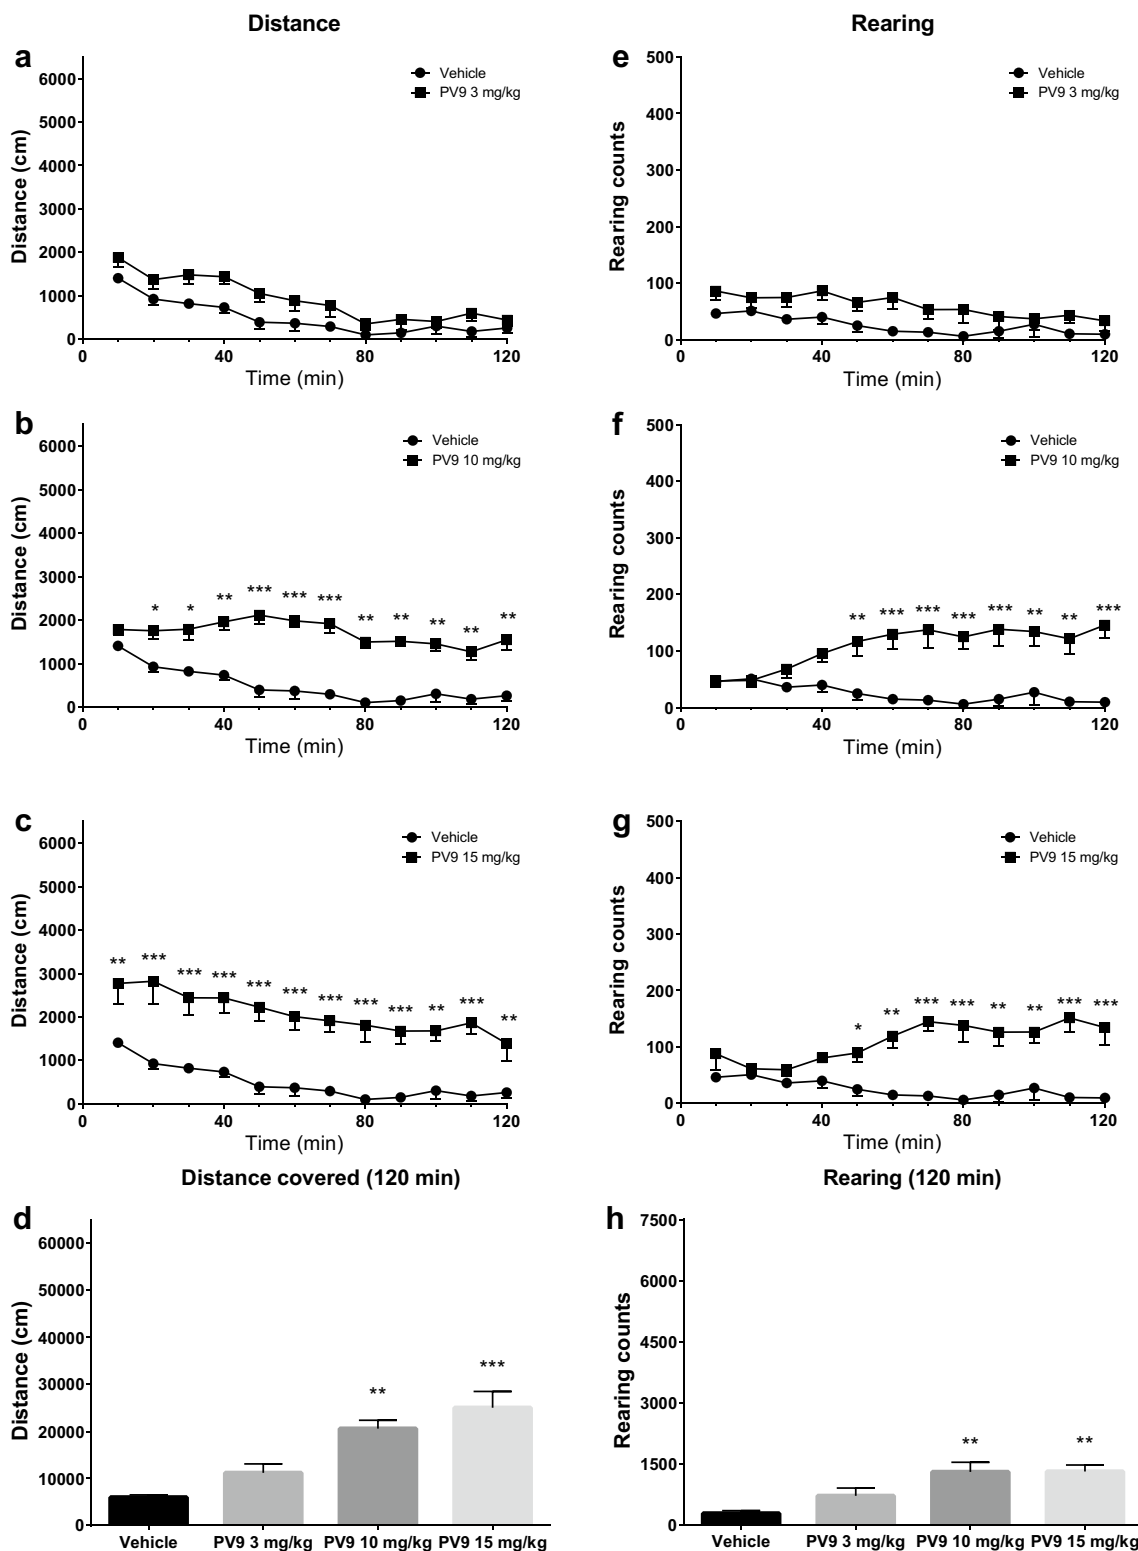 Distance
a
Vehicle
PV9 3 mg/kg
Distance (cm)
6000
5000
4000
3000
2000
1000
0
0 40 80 120
Time (min)
Rearing
e
Vehicle
PV9 3 mg/kg
Rearing counts
500
400
300
200
100
0
0 40 80 120
Time (min)
b
Vehicle
PV9 10 mg/kg
Distance (cm)
6000
5000
4000
3000
2000
1000
0
* * ** *** *** *** ** ** ** ** **
0 40 80 120
Time (min)
f
Vehicle
PV9 10 mg/kg
Rearing counts
500
400
300
200
100
0
** *** *** *** *** ** ** ***
0 40 80 120
Time (min)
c
Vehicle
PV9 15 mg/kg
Distance (cm)
6000
5000
4000
3000
2000
1000
0
** *** *** *** *** *** *** *** *** ** *** **
0 40 80 120
Time (min)
g
Vehicle
PV9 15 mg/kg
Rearing counts
500
400
300
200
100
0
* ** *** *** ** ** *** ***
0 40 80 120
Time (min)
Distance covered (120 min)
d
Distance (cm)
60000
50000
40000
30000
20000
10000
0
** ***
Vehicle PV9 3 mg/kg PV9 10 mg/kg PV9 15 mg/kg
Rearing (120 min)
h
Rearing counts
7500
6000
4500
3000
1500
0
** **
Vehicle PV9 3 mg/kg PV9 10 mg/kg PV9 15 mg/kg